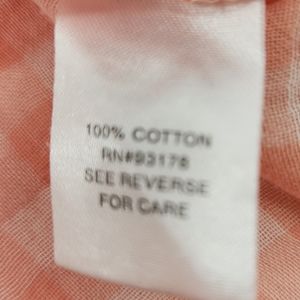 100% COTTON
RN#93176
SEE REVERSE
FOR CARE